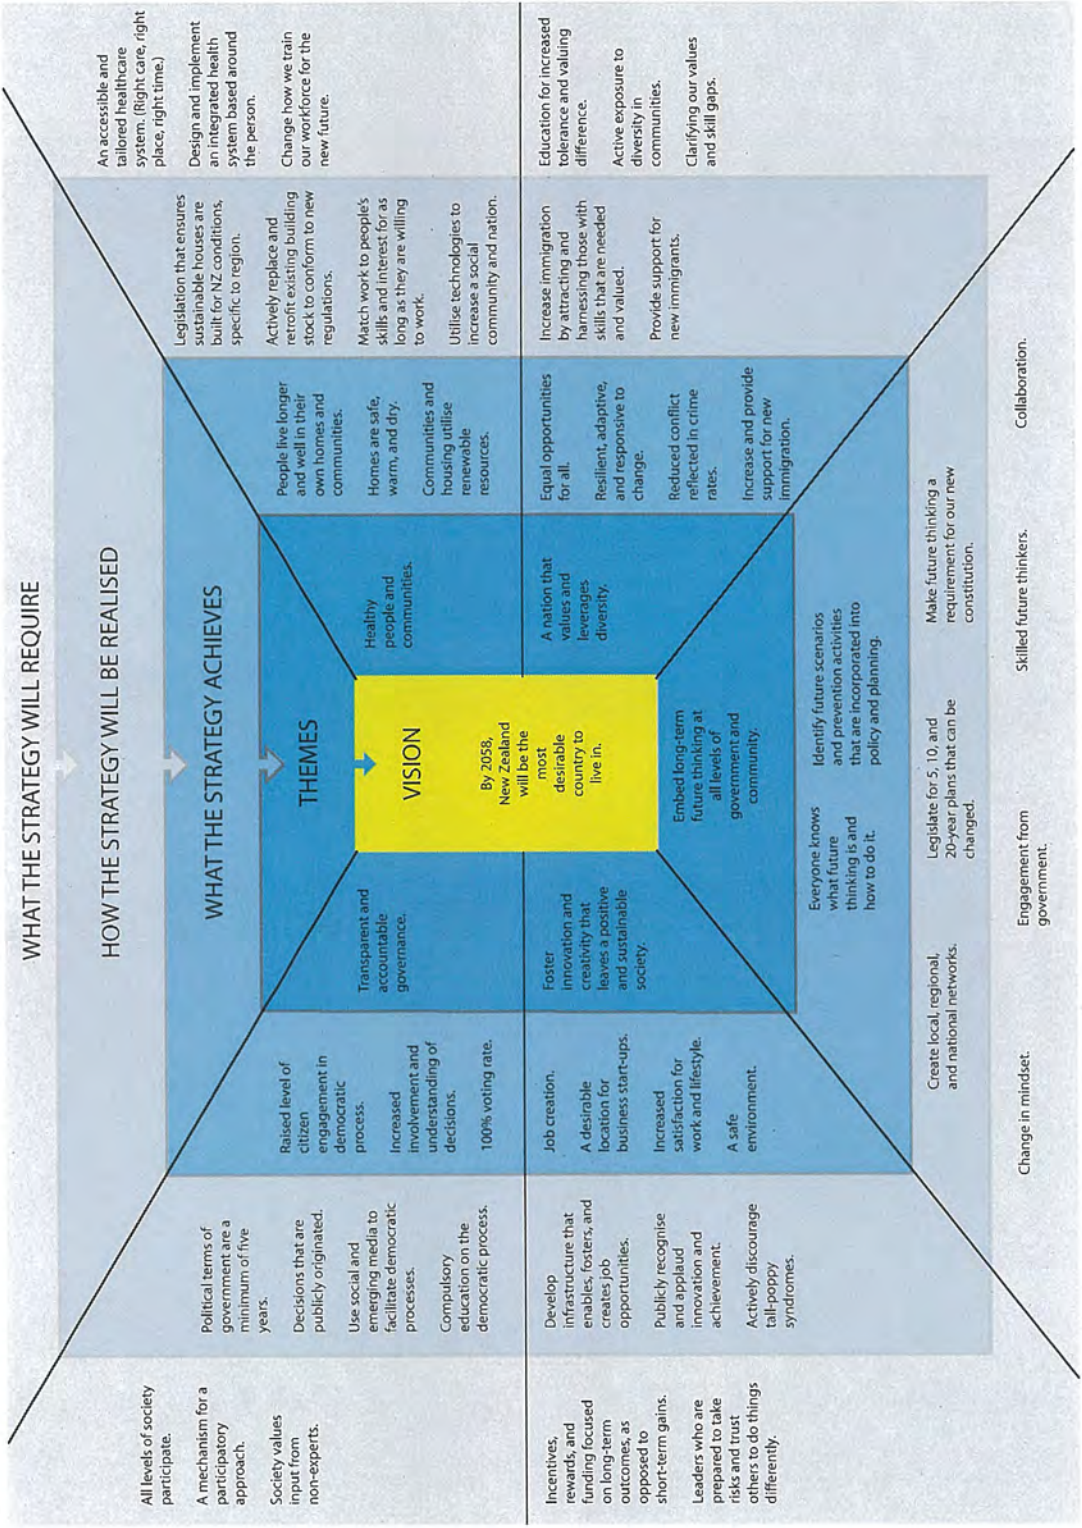 WHAT THE STRATEGY WILL REQUIRE
HOW THE STRATEGY WILL BE REALISED
WHAT THE STRATEGY ACHIEVES
THEMES
VISION
By 2058,
New Zealand
will be the
most
desirable
country to
live in.
All levels of society
participate.
A mechanism for a
participatory
approach.
Society values
input from
non-experts.
Political terms of
government are a
minimum of five
years.
Decisions that are
publicly originated.
Use social and
emerging media to
facilitate democratic
processes.
Compulsory
education on the
democratic process.
Raised level of
citizen
engagement in
democratic
process.
Increased
involvement and
understanding of
decisions.
100% voting rate.
Transparent and
accountable
governance.
Healthy
people and
communities.
People live longer
and well in their
own homes and
communities.
Homes are safe,
warm, and dry.
Communities and
housing utilise
renewable
resources.
Legislation that ensures
sustainable houses are
built for NZ conditions,
specific to region.
Actively replace and
retrofit existing building
stock to conform to new
regulations.
Match work to people's
skills and interest for as
long as they are willing
to work.
Utilise technologies to
increase a social
community and nation.
An accessible and
tailored healthcare
system. (Right care, right
place, right time.)
Design and implement
an integrated health
system based around
the person.
Change how we train
our workforce for the
new future.
Incentives,
rewards, and
funding focused
on long-term
outcomes, as
opposed to
short-term gains.
Leaders who are
prepared to take
risks and trust
others to do things
differently.
Develop
infrastructure that
enables, fosters, and
creates job
opportunities.
Publicly recognise
and applaud
innovation and
achievement.
Actively discourage
tall-poppy
syndromes.
Job creation.
A desirable
location for
business start-ups.
Increased
satisfaction for
work and lifestyle.
A safe
environment.
Foster
innovation and
creativity that
leaves a positive
and sustainable
society.
A nation that
values and
leverages
diversity.
Equal opportunities
for all.
Resilient, adaptive,
and responsive to
change.
Reduced conflict
reflected in crime
rates.
Increase and provide
support for new
immigration.
Increase immigration
by attracting and
harnessing those with
skills that are needed
and valued.
Provide support for
new immigrants.
Education for increased
tolerance and valuing
difference.
Active exposure to
diversity in
communities.
Clarifying our values
and skill gaps.
Embed long-term
future thinking at
all levels of
government and
community.
Everyone knows
what future
thinking is and
how to do it.
Identify future scenarios
and prevention activities
that are incorporated into
policy and planning.
Create local, regional,
and national networks.
Legislate for 5, 10, and
20-year plans that can be
changed.
Make future thinking a
requirement for our new
constitution.
Change in mindset.
Engagement from
government.
Skilled future thinkers.
Collaboration.